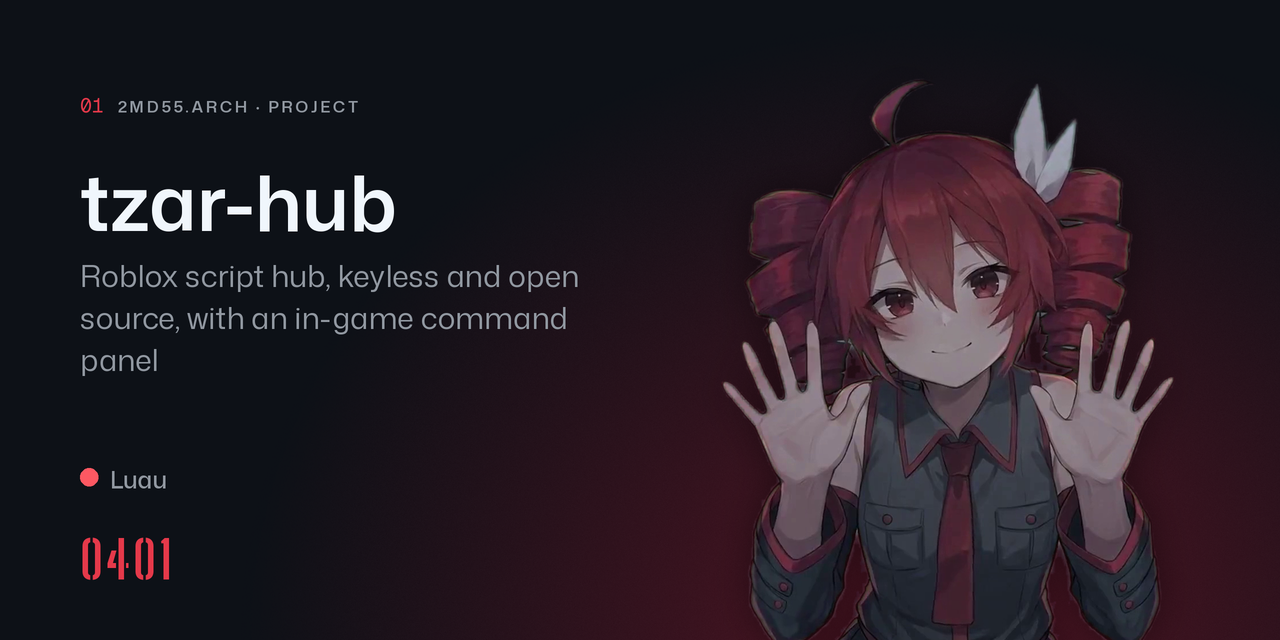 01 2MD55.ARCH · PROJECT
tzar-hub
Roblox script hub, keyless and open
source, with an in-game command
panel
Luau
0401